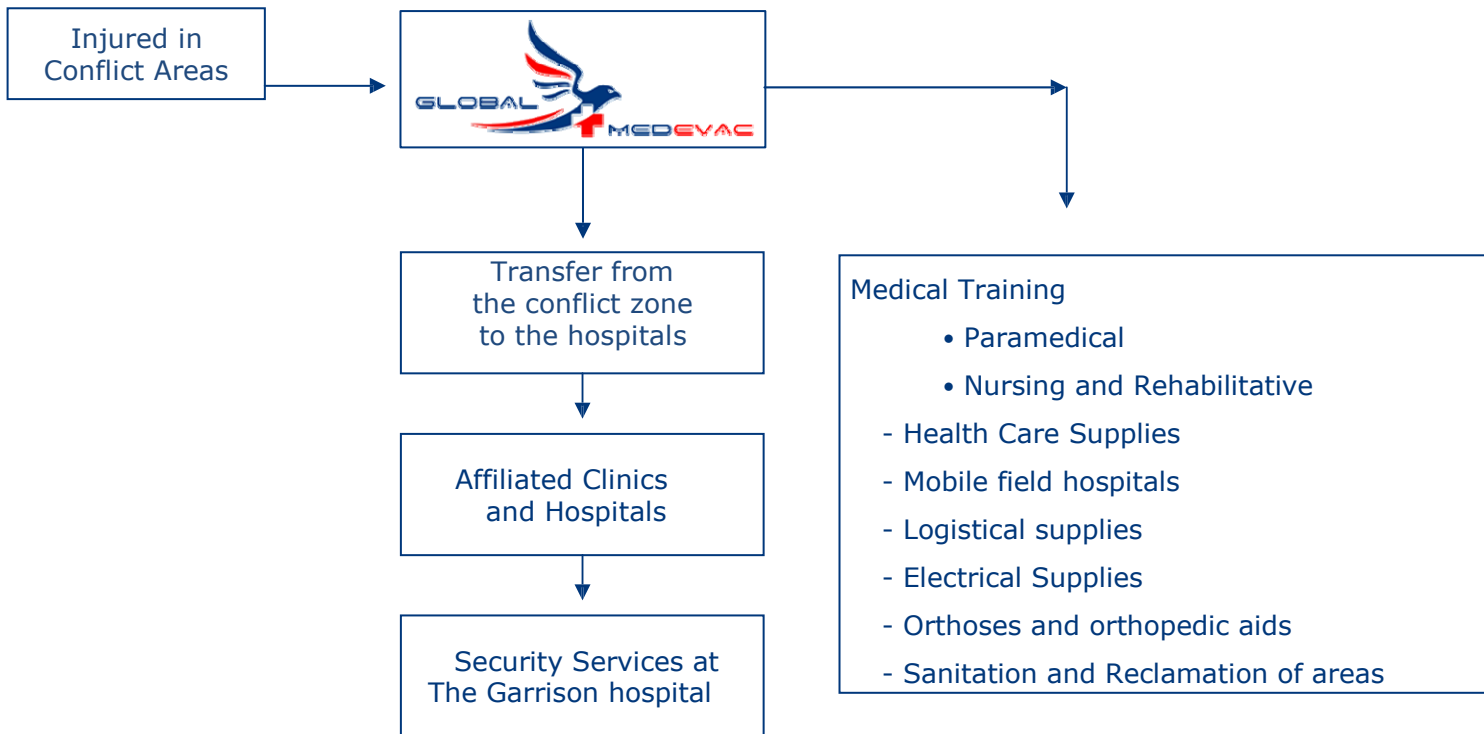 Injured in
Conflict Areas
GLOBAL
MEDEVAC
Transfer from
the conflict zone
to the hospitals
Affiliated Clinics
and Hospitals
Security Services at
The Garrison hospital
Medical Training
• Paramedical
• Nursing and Rehabilitative
- Health Care Supplies
- Mobile field hospitals
- Logistical supplies
- Electrical Supplies
- Orthoses and orthopedic aids
- Sanitation and Reclamation of areas